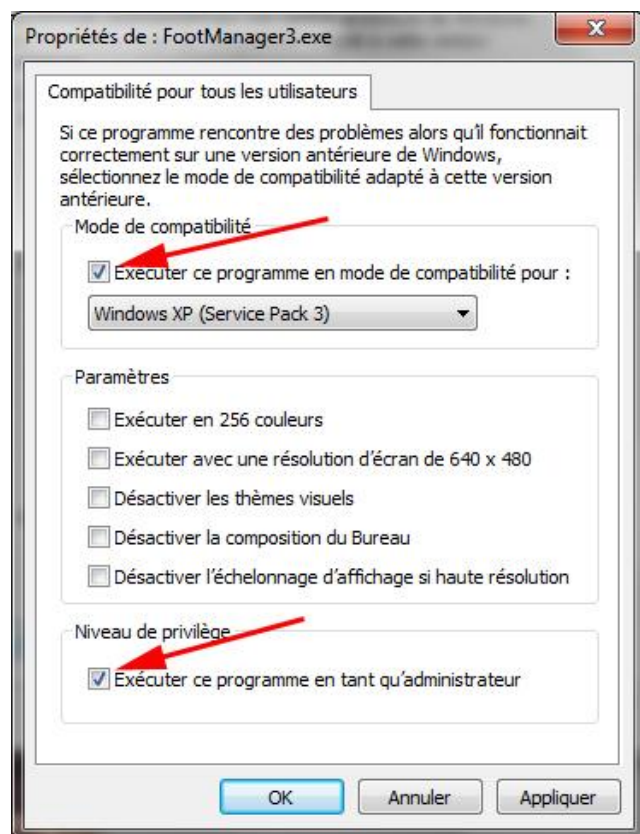 Propriétés de : FootManager3.exe
Compatibilité pour tous les utilisateurs
Si ce programme rencontre des problèmes alors qu'il fonctionnait
correctement sur une version antérieure de Windows,
sélectionnez le mode de compatibilité adapté à cette version
antérieure.
Mode de compatibilité
Exécuter ce programme en mode de compatibilité pour :
Windows XP (Service Pack 3)
Paramètres
Exécuter en 256 couleurs
Exécuter avec une résolution d'écran de 640 x 480
Désactiver les thèmes visuels
Désactiver la composition du Bureau
Désactiver l'échelonnage d'affichage si haute résolution
Niveau de privilège
Exécuter ce programme en tant qu'administrateur
OK Annuler Appliquer